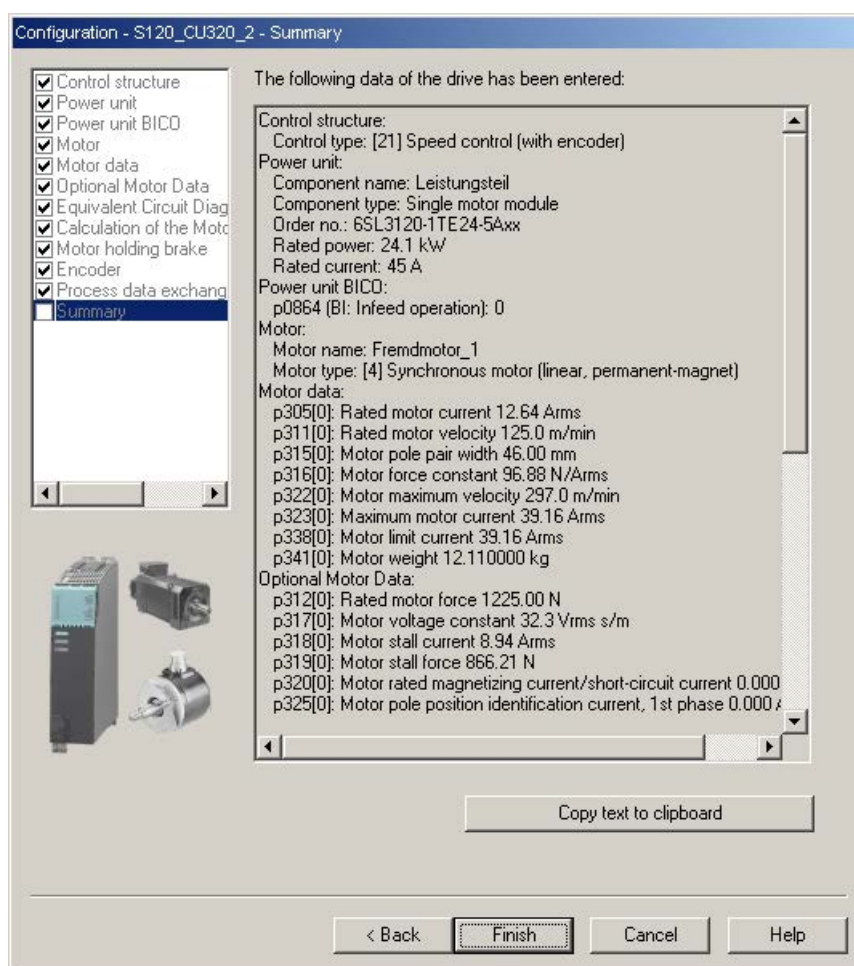 Configuration - S120_CU320_2 - Summary
Control structure
Power unit
Power unit BICO
Motor
Motor data
Optional Motor Data
Equivalent Circuit Diag
Calculation of the Moto
Motor holding brake
Encoder
Process data exchang
Summary
The following data of the drive has been entered:
Control structure:
Control type: [21] Speed control (with encoder)
Power unit:
Component name: Leistungsteil
Component type: Single motor module
Order no.: 6SL3120-1TE24-5Axx
Rated power: 24.1 kW
Rated current: 45 A
Power unit BICO:
p0864 (BI: Infeed operation): 0
Motor:
Motor name: Fremdmotor_1
Motor type: [4] Synchronous motor (linear, permanent-magnet)
Motor data:
p305[0]: Rated motor current 12.64 Arms
p311[0]: Rated motor velocity 125.0 m/min
p315[0]: Motor pole pair width 46.00 mm
p316[0]: Motor force constant 96.88 N/Arms
p322[0]: Motor maximum velocity 297.0 m/min
p323[0]: Maximum motor current 39.16 Arms
p338[0]: Motor limit current 39.16 Arms
p341[0]: Motor weight 12.110000 kg
Optional Motor Data:
p312[0]: Rated motor force 1225.00 N
p317[0]: Motor voltage constant 32.3 Vrms s/m
p318[0]: Motor stall current 8.94 Arms
p319[0]: Motor stall force 866.21 N
p320[0]: Motor rated magnetizing current/short-circuit current 0.000
p325[0]: Motor pole position identification current, 1st phase 0.000
Copy text to clipboard
< Back
Finish
Cancel
Help